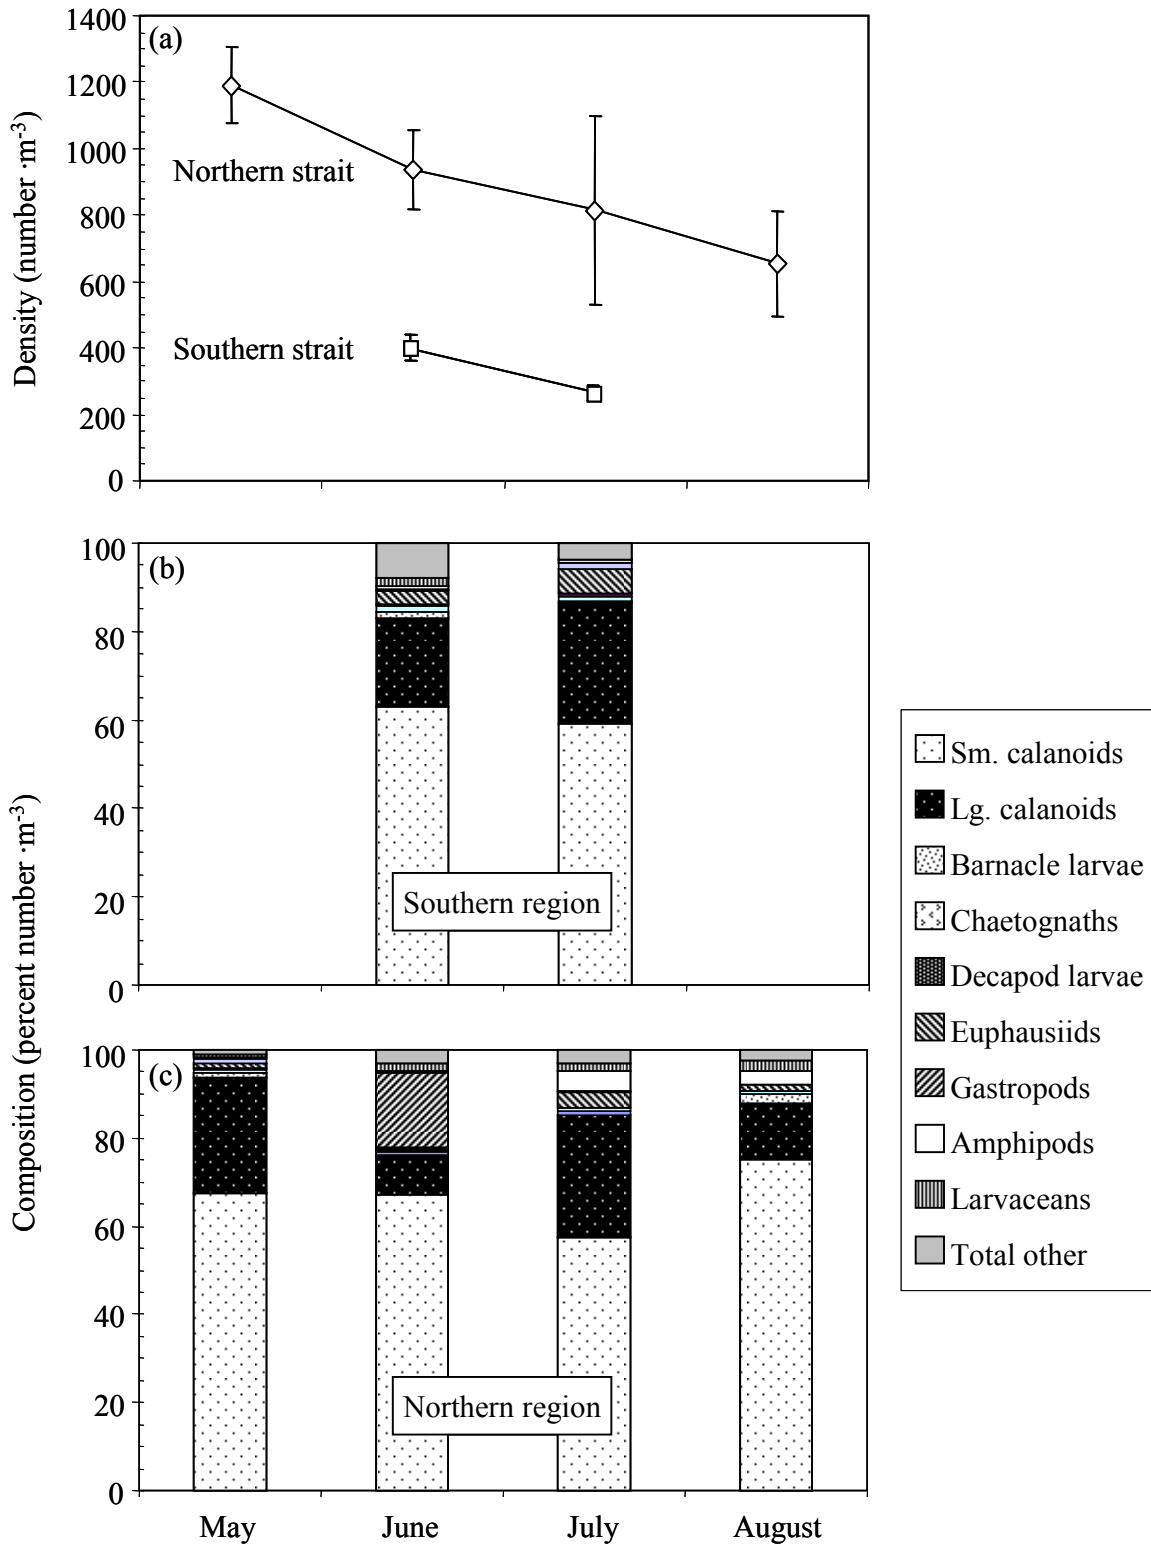 1400
(a)
1200
1000
Northern strait
800
600
Southern strait
400
200
0
Density (number ·m-3)
100
(b)
80
60
40
20
Southern region
0
Composition (percent number ·m-3)
100
(c)
80
60
40
20
Northern region
0
May June July August
Sm. calanoids
Lg. calanoids
Barnacle larvae
Chaetognaths
Decapod larvae
Euphausiids
Gastropods
Amphipods
Larvaceans
Total other